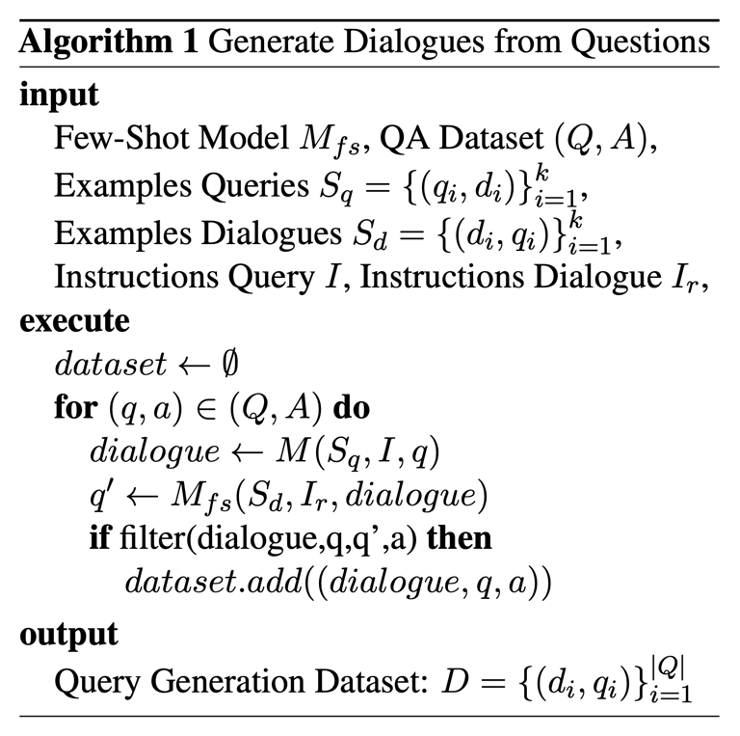 Algorithm 1 Generate Dialogues from Questions
input
Few-Shot Model $M_{fs}$, QA Dataset $(Q, A)$,
Examples Queries $S_q = \{(q_i, d_i)\}_{i=1}^{k}$,
Examples Dialogues $S_d = \{(d_i, q_i)\}_{i=1}^{k}$,
Instructions Query $I$, Instructions Dialogue $I_r$,
execute
$dataset \leftarrow \emptyset$
for $(q, a) \in (Q, A)$ do
$dialogue \leftarrow M(S_q, I, q)$
$q' \leftarrow M_{fs}(S_d, I_r, dialogue)$
if filter(dialogue,q,q’,a) then
$dataset.add((dialogue, q, a))$
output
Query Generation Dataset: $D = \{(d_i, q_i)\}_{i=1}^{|Q|}$